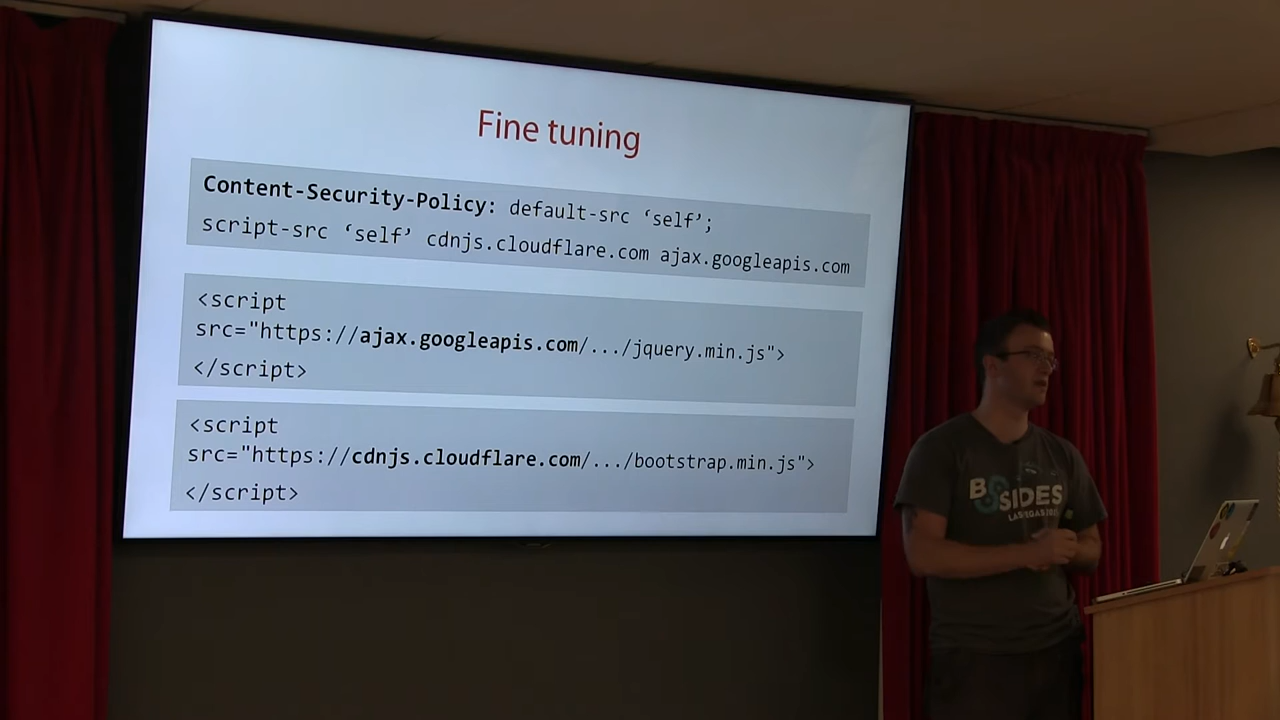 Fine tuning
Content-Security-Policy: default-src ‘self’;
script-src ‘self’ cdnjs.cloudflare.com ajax.googleapis.com
<script
src="https://ajax.googleapis.com/.../jquery.min.js">
</script>
<script
src="https://cdnjs.cloudflare.com/.../bootstrap.min.js">
</script>
BSIDES
LAS VEGAS